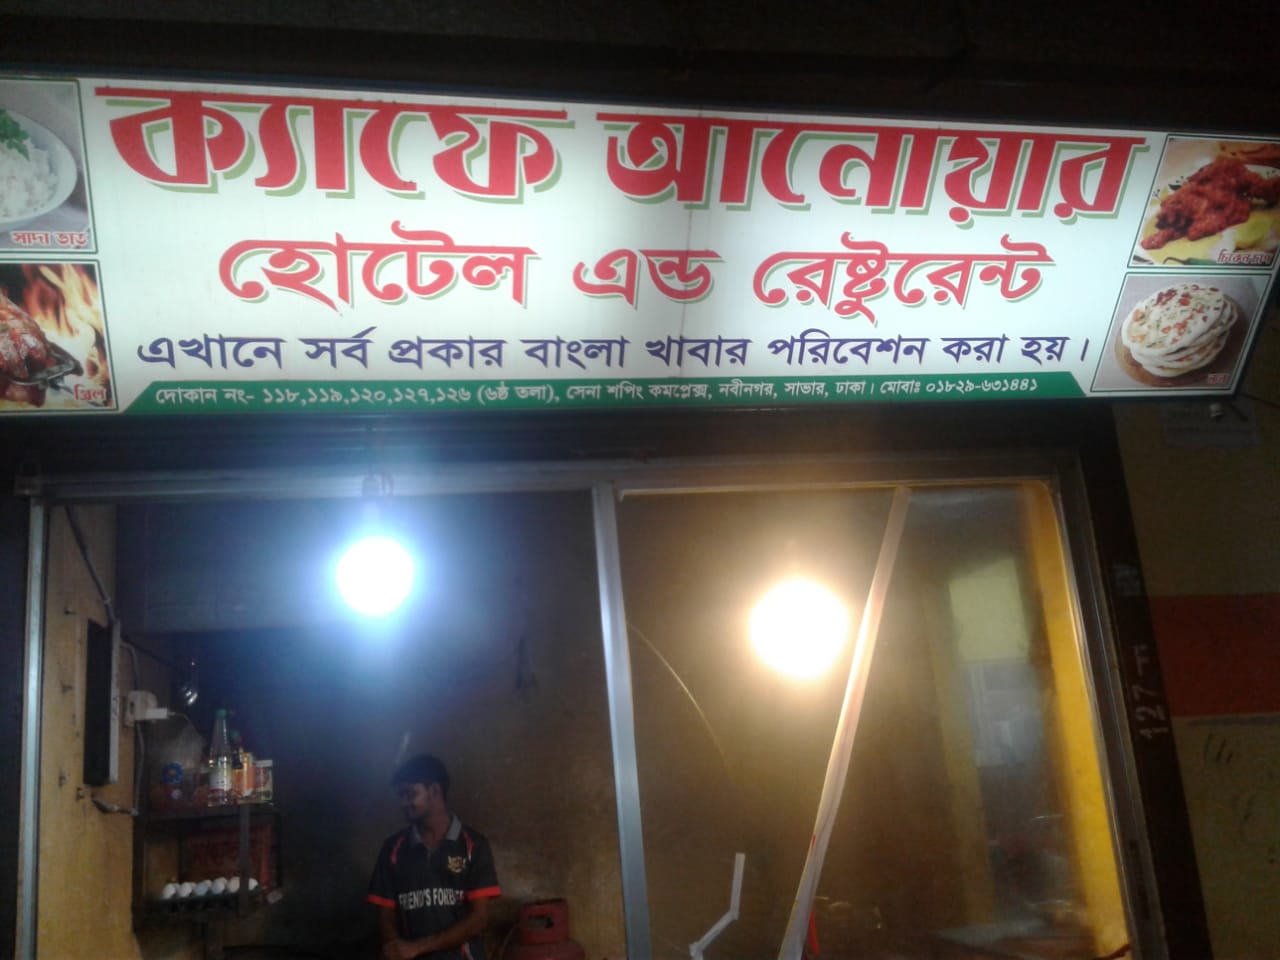 ক্যাফে আনোয়ার
হোটেল এন্ড রেষ্টুরেন্ট
এখানে সর্ব প্রকার বাংলা খাবার পরিবেশন করা হয়।
দোকান নং- ১১৮,১১৯,১২০,১২৭,১২৬ (৬ষ্ঠ তলা), সেনা শপিং কমপ্লেক্স, নবীনগর, সাভার, ঢাকা। মোবাঃ ০১৮২৯-৬৩১৪৪১
সাদা ভাত
গ্রিল
নান
127
FRIEND'S